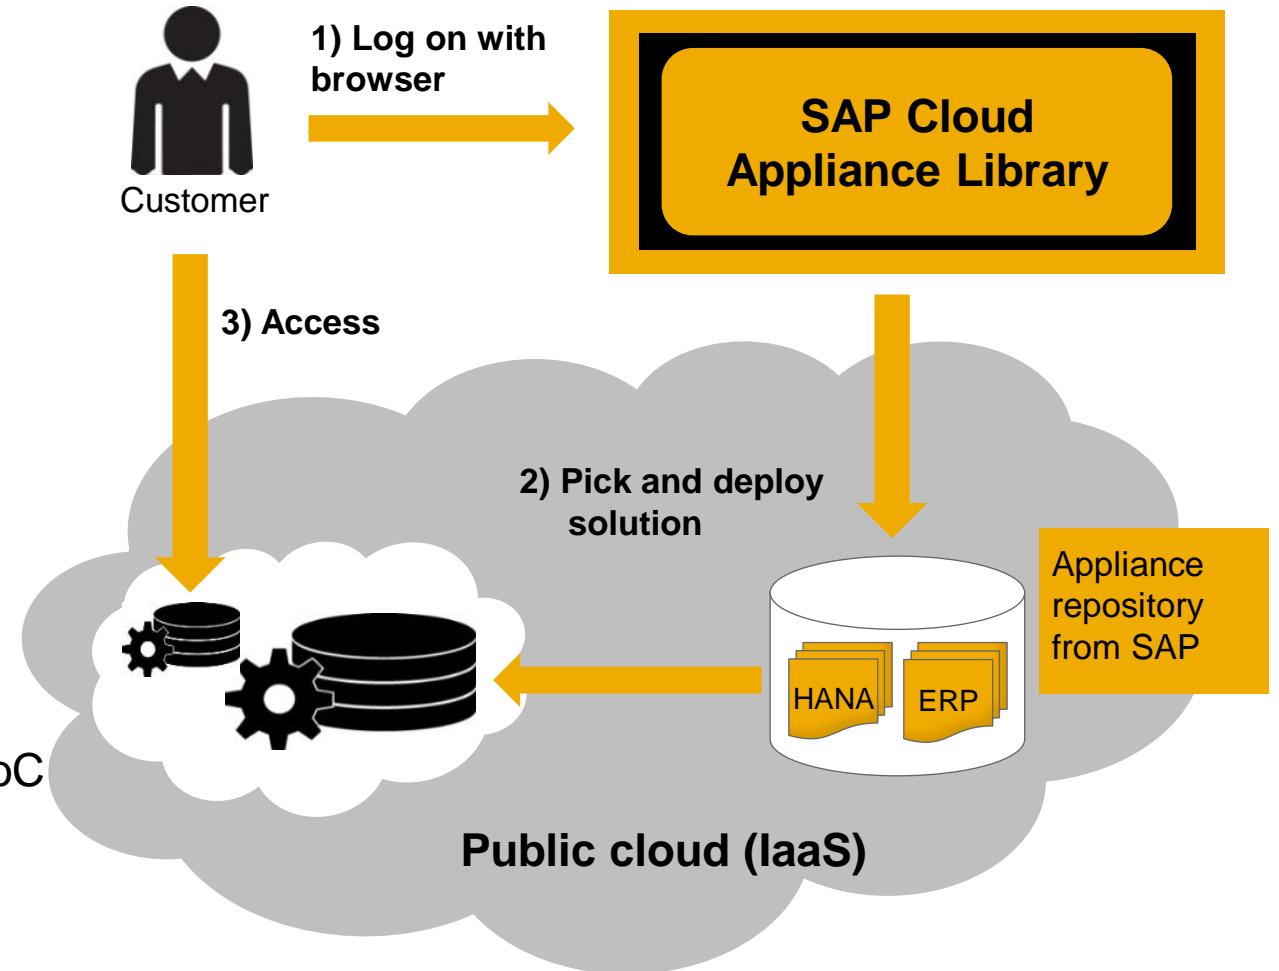 1) Log on with
browser
SAP Cloud
Appliance Library
Customer
3) Access
2) Pick and deploy
solution
Appliance
repository
from SAP
HANA
ERP
oC
Public cloud (IaaS)